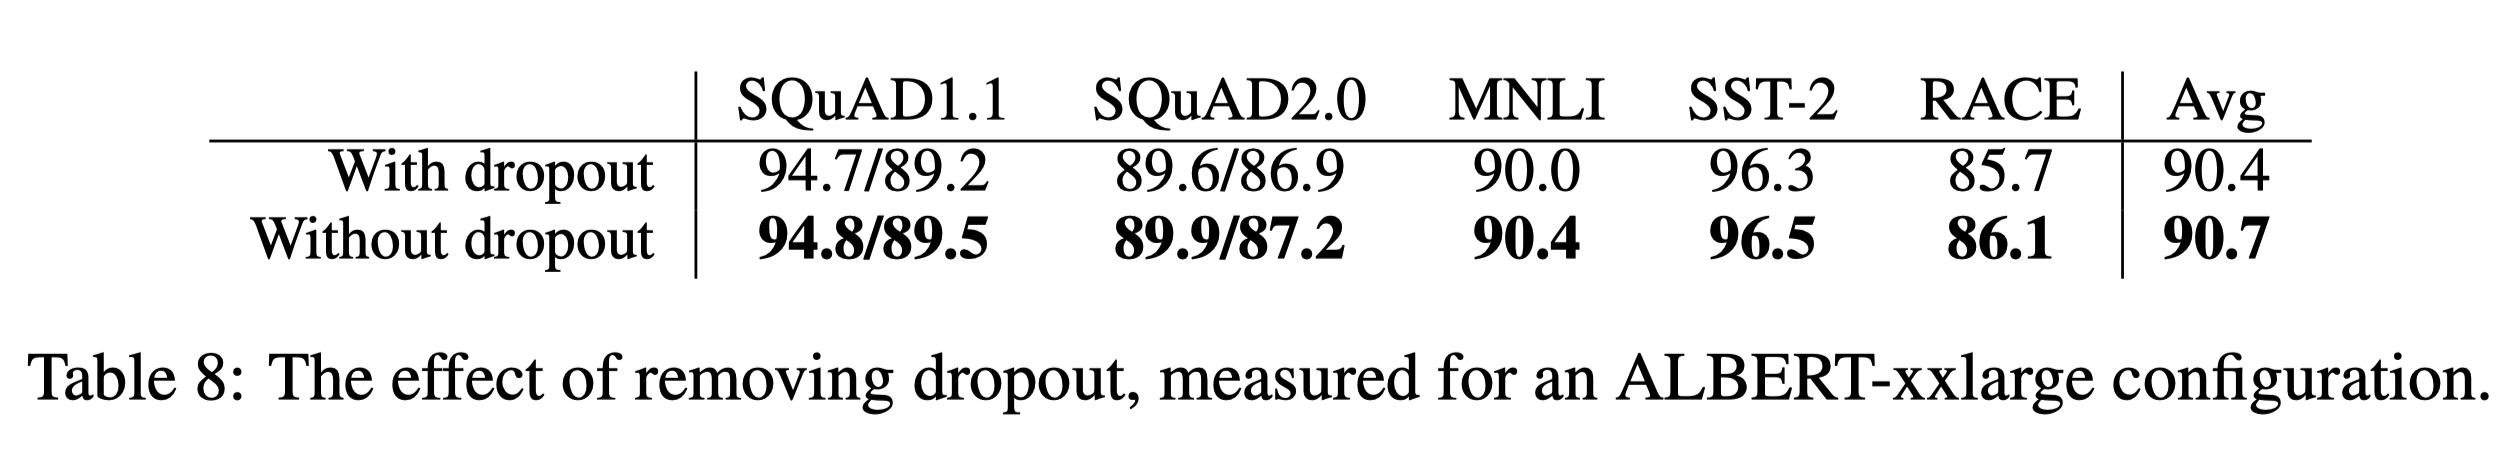 SQuAD1.1 SQuAD2.0 MNLI SST-2 RACE Avg
With dropout 94.7/89.2 89.6/86.9 90.0 96.3 85.7 90.4
Without dropout 94.8/89.5 89.9/87.2 90.4 96.5 86.1 90.7
Table 8: The effect of removing dropout, measured for an ALBERT-xxlarge configuration.